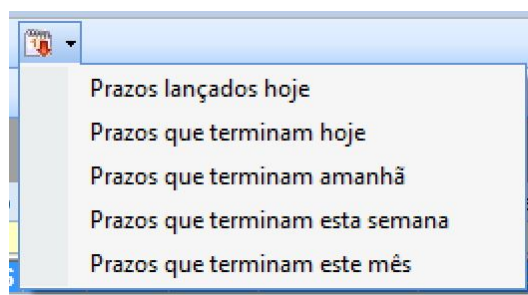 Prazos lançados hoje
Prazos que terminam hoje
Prazos que terminam amanhã
Prazos que terminam esta semana
Prazos que terminam este mês